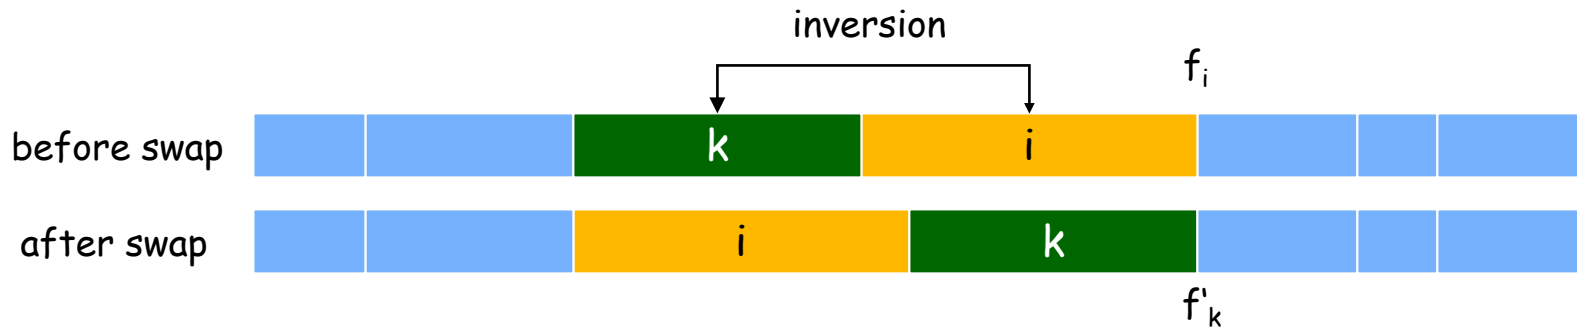 inversion
fᵢ
before swap k i
after swap i k
f'ₖ